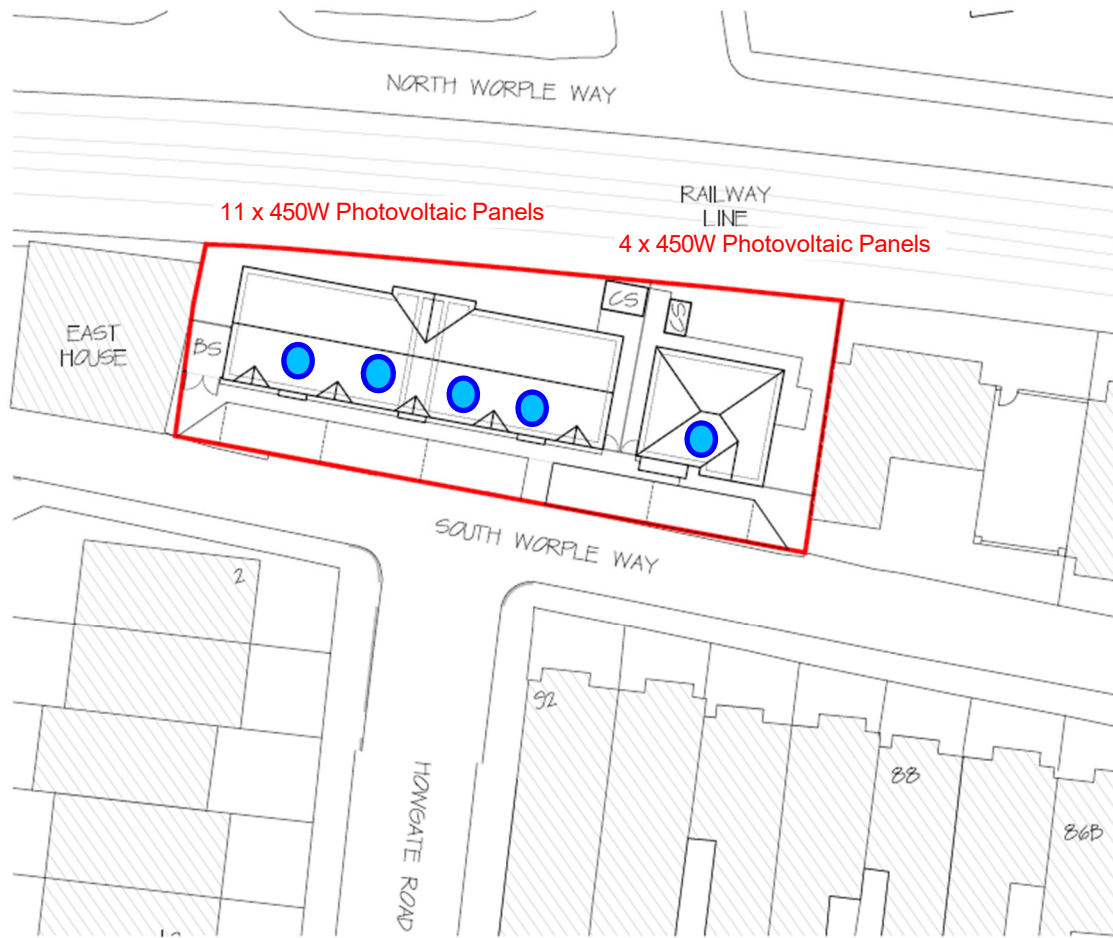 NORTH WORPLE WAY
RAILWAY
LINE
11 x 450W Photovoltaic Panels
4 x 450W Photovoltaic Panels
CS
CS
EAST
HOUSE
BS
SOUTH WORPLE WAY
2
92
88
86B
HOWGATE ROAD